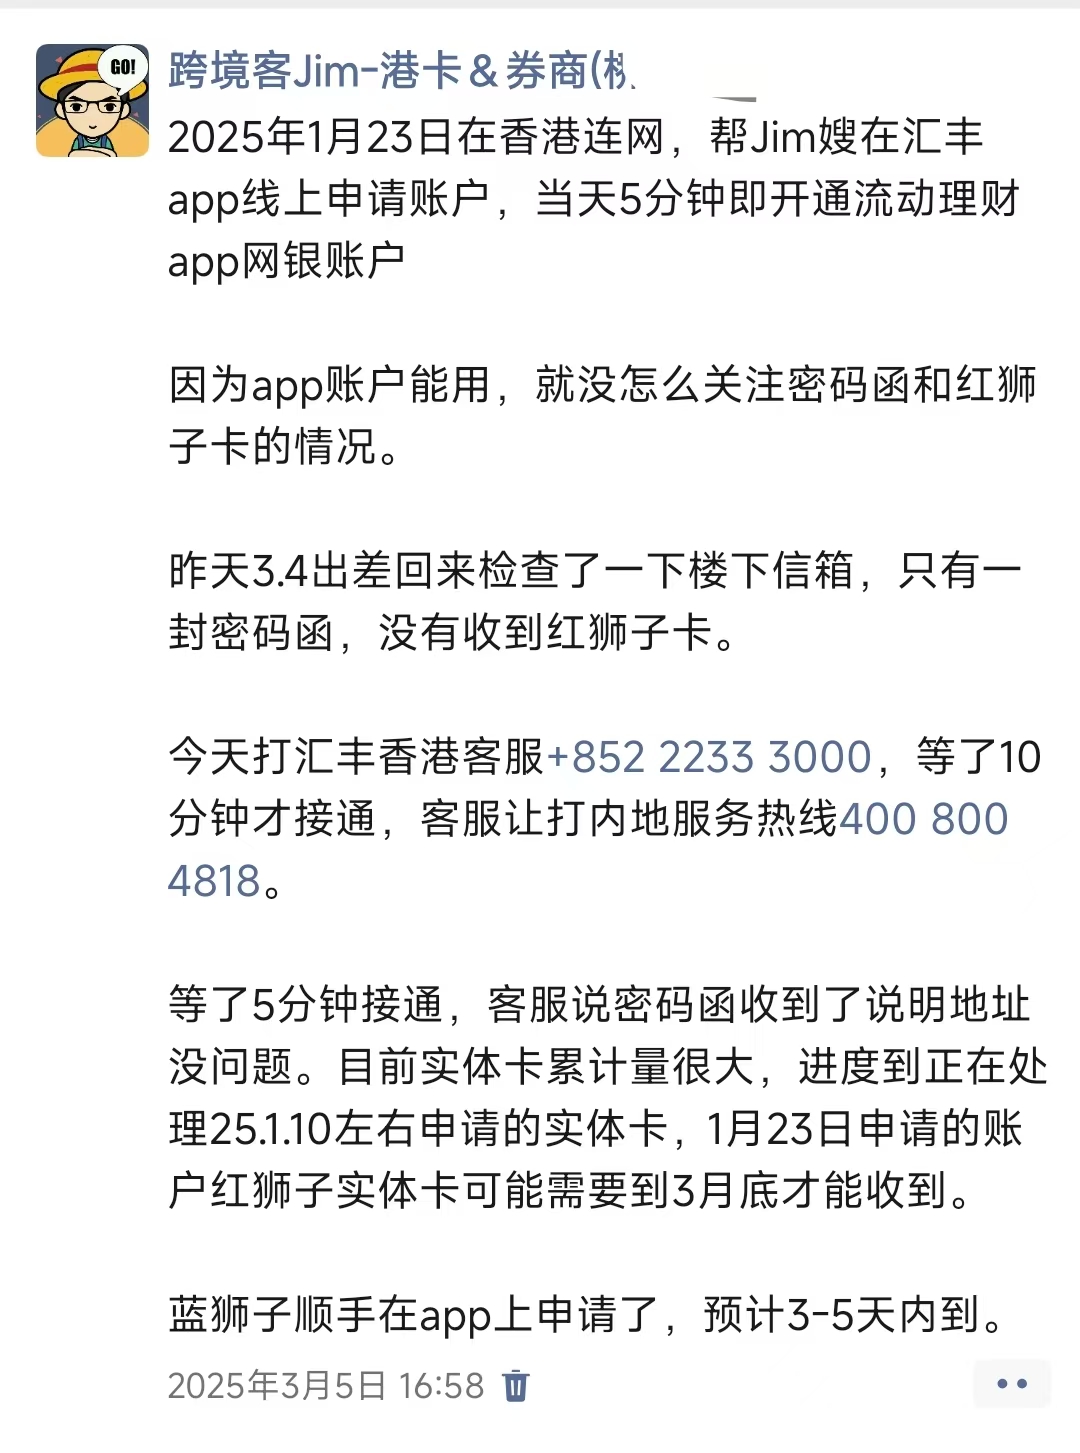 GO!
跨境客Jim-港卡＆券商(
2025年1月23日在香港连网，帮Jim嫂在汇丰
app线上申请账户，当天5分钟即开通流动理财
app网银账户
因为app账户能用，就没怎么关注密码函和红狮
子卡的情况。
昨天3.4出差回来检查了一下楼下信箱，只有一
封密码函，没有收到红狮子卡。
今天打汇丰香港客服+852 2233 3000，等了10
分钟才接通，客服让打内地服务热线400 800
4818。
等了5分钟接通，客服说密码函收到了说明地址
没问题。目前实体卡累计量很大，进度到正在处
理25.1.10左右申请的实体卡，1月23日申请的账
户红狮子实体卡可能需要到3月底才能收到。
蓝狮子顺手在app上申请了，预计3-5天内到。
2025年3月5日 16:58